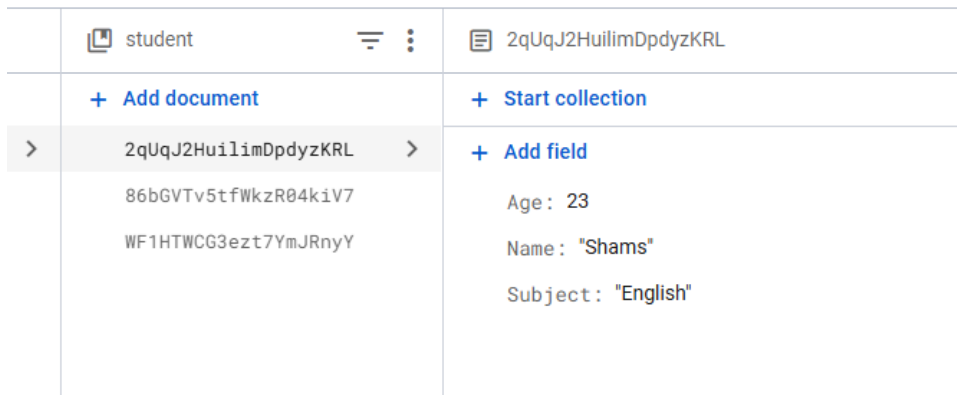 student
2qUqJ2HuilimDpdyzKRL
+ Add document
+ Start collection
2qUqJ2HuilimDpdyzKRL
86bGVTv5tfWkzR04kiV7
WF1HTWCG3ezt7YmJRnyY
+ Add field
Age: 23
Name: "Shams"
Subject: "English"